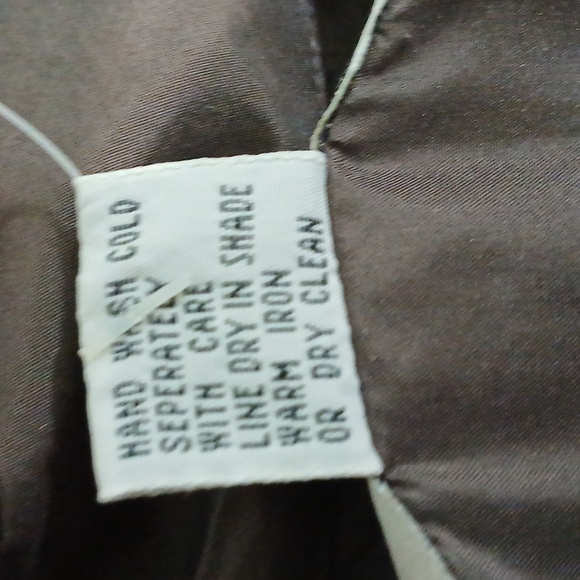 HAND WASH COLD
SEPERATELY
WITH CARE
LINE DRY IN SHADE
WARM IRON
OR DRY CLEAN